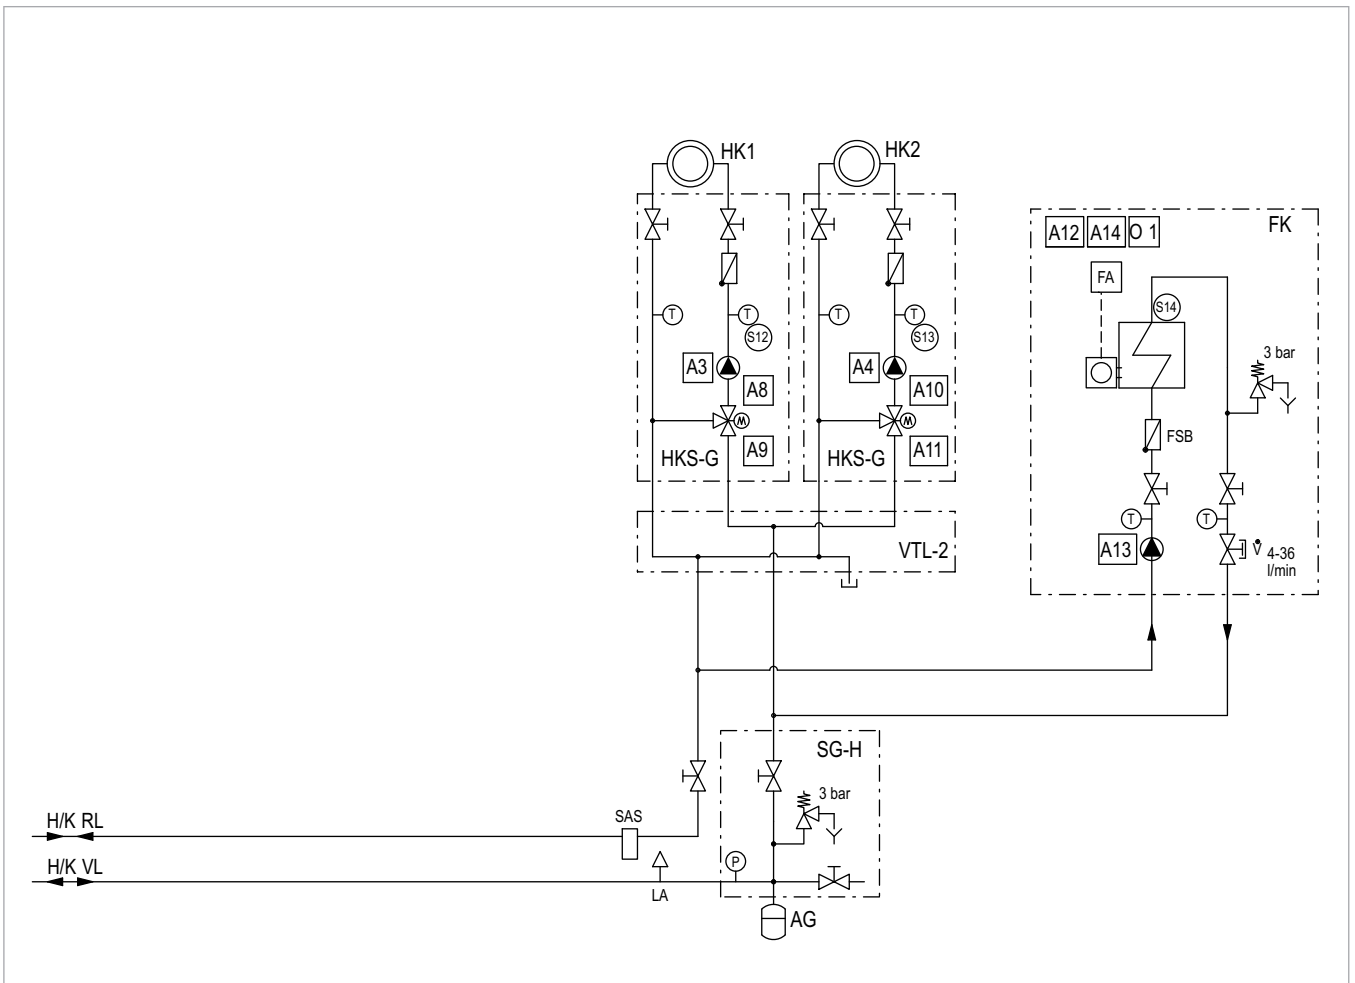 HK1
HK2
A12 A14 O 1
FK
FA
S14
T
T
S12
T
T
S13
A3
A8
A4
A10
3 bar
M
M
FSB
HKS-G
A9
HKS-G
A11
T
T
VTL-2
A13
V̇ 4-36
l/min
SG-H
3 bar
H/K RL
SAS
H/K VL
P
LA
AG